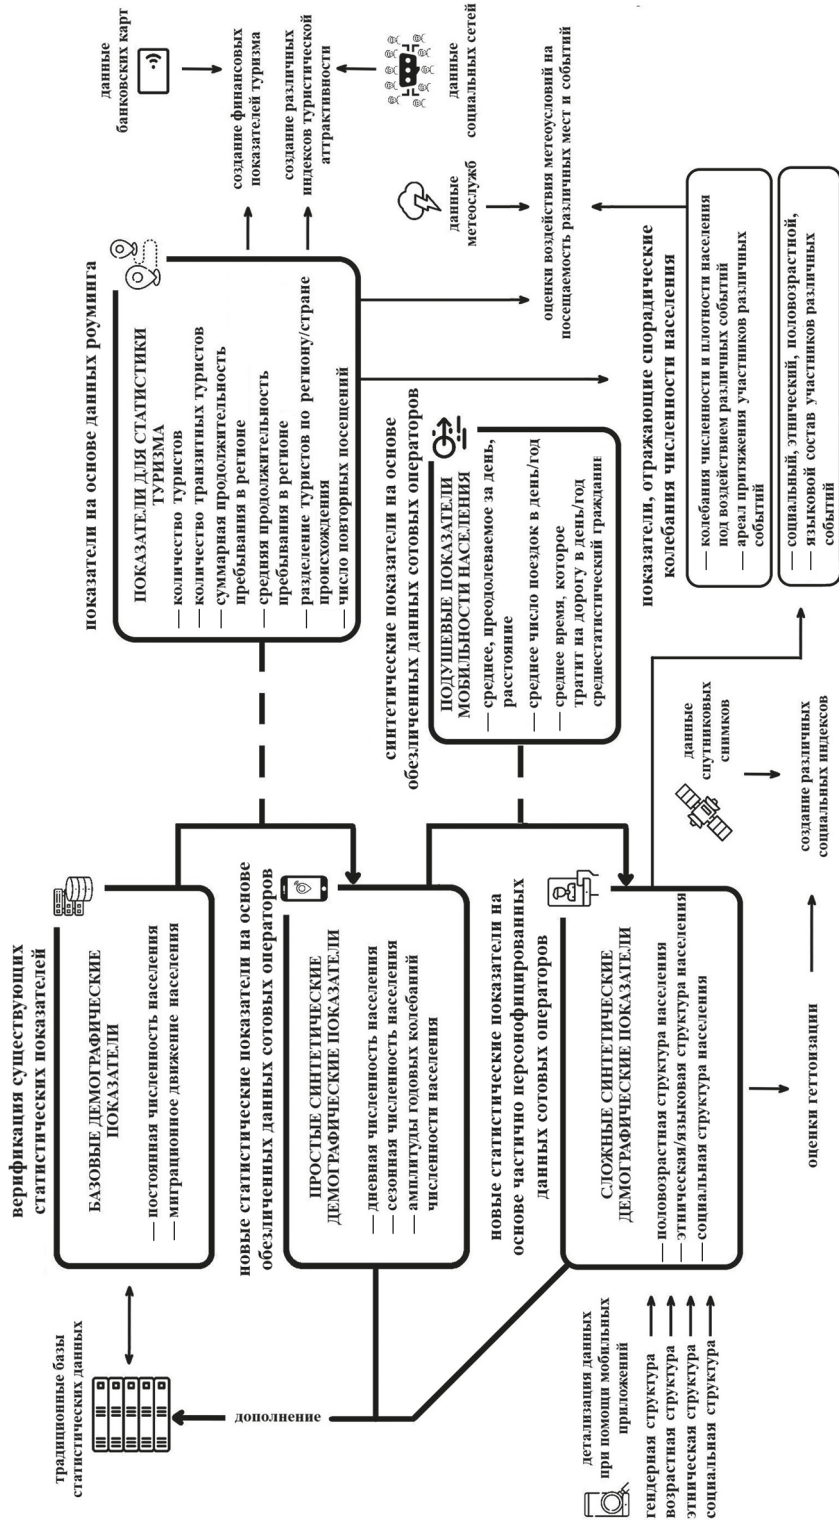 традиционные базы
статистических данных
дополнение
детализация данных
при помощи мобильных
приложений
гендерная структура
возрастная структура
этническая структура
социальная структура
верификация существующих
статистических показателей
БАЗОВЫЕ ДЕМОГРАФИЧЕСКИЕ
ПОКАЗАТЕЛИ
— постоянная численность населения
— миграционное движение населения
новые статистические показатели на основе
обезличенных данных сотовых операторов
ПРОСТЫЕ СИНТЕТИЧЕСКИЕ
ДЕМОГРАФИЧЕСКИЕ ПОКАЗАТЕЛИ
— дневная численность населения
— сезонная численность населения
— амплитуды годовых колебаний
численности населения
новые статистические показатели на
основе частично персонофицированных
данных сотовых операторов
СЛОЖНЫЕ СИНТЕТИЧЕСКИЕ
ДЕМОГРАФИЧЕСКИЕ ПОКАЗАТЕЛИ
— половозрастная структура населения
— этническая/языковая структура населения
— социальная структура населения
оценки геттоизации
показатели на основе данных роуминга
ПОКАЗАТЕЛИ ДЛЯ СТАТИСТИКИ
ТУРИЗМА
— количество туристов
— количество транзитных туристов
— суммарная продолжительность
пребывания в регионе
— средняя продолжительность
пребывания в регионе
— разделение туристов по региону/стране
происхождения
— число повторных посещений
синтетические показатели на основе
обезличенных данных сотовых операторов
ПОДУШЕВЫЕ ПОКАЗАТЕЛИ
МОБИЛЬНОСТИ НАСЕЛЕНИЯ
— среднее, преодолеваемое за день,
расстояние
— среднее число поездок в день/год
— среднее время, которое
тратит на дорогу в день/год
среднестатистический гражданин
данные
спутниковых
снимков
создание различных
социальных индексов
данные
банковских карт
создание финансовых
показателей туризма
создание различных
индексов туристической
аттрактивности
данные
социальных сетей
данные
метеослужб
оценки воздействия метеоусловий на
посещаемость различных мест и событий
показатели, отражающие спорадические
колебания численности населения
— колебания численности и плотности населения
под воздействием различных событий
— ареал притяжения участников различных
событий
— социальный, этнический, половозрастной,
— языковой состав участников различных
событий